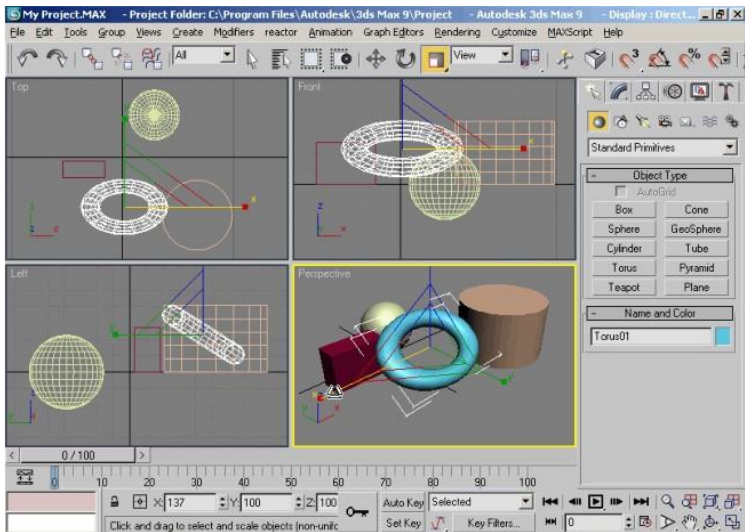 My Project.MAX - Project Folder: C:\Program Files\Autodesk\3ds Max 9\Project - Autodesk 3ds Max 9 - Display : Direct...
File Edit Tools Group Views Create Modifiers reactor Animation Graph Editors Rendering Customize MAXScript Help
All View 3 %
Top Front
Standard Primitives
- Object Type
AutoGrid
Box Cone
Sphere GeoSphere
Cylinder Tube
Torus Pyramid
Teapot Plane
Left Perspective
- Name and Color
Torus01
< 0 / 100 >
0 10 20 30 40 50 60 70 80 90 100
X: 137 Y: 100 Z: 100 Auto Key Selected
Click and drag to select and scale objects (non-unifc Set Key Key Filters... 0